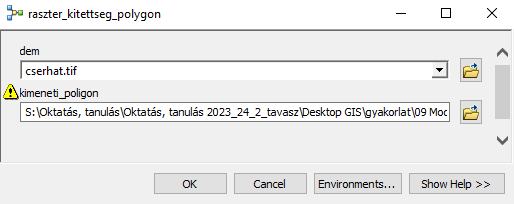 raszter_kitettseg_polygon
dem
cserhat.tif
kimeneti_poligon
S:\Oktatás, tanulás\Oktatás, tanulás 2023_24_2_tavasz\Desktop GIS\gyakorlat\09 Mod
OK Cancel Environments... Show Help >>